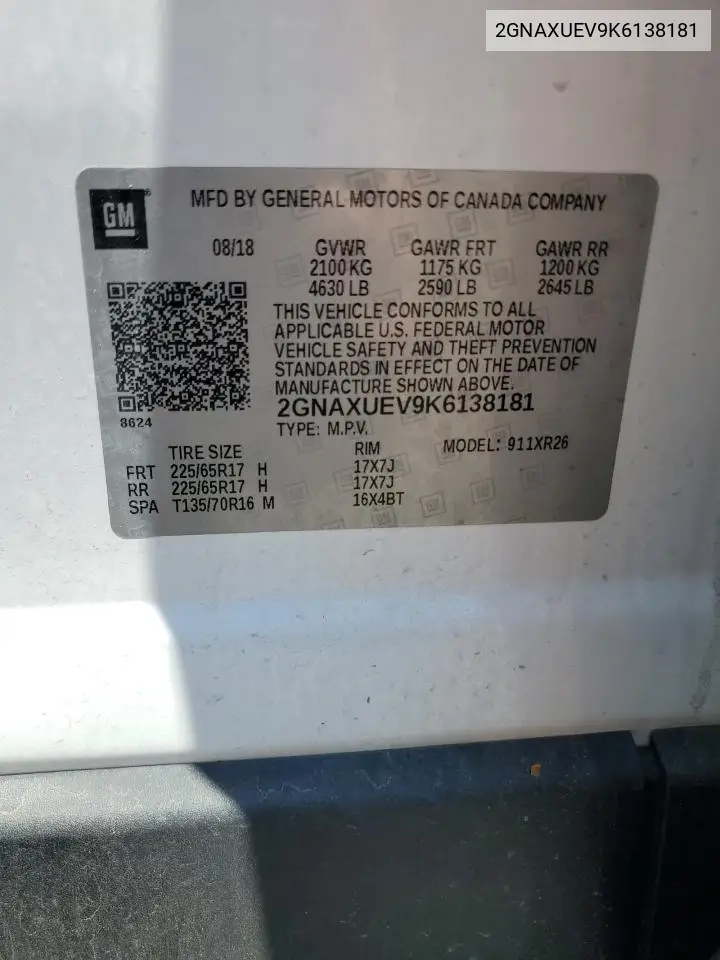 2GNAXUEV9K6138181
GM ®
MFD BY GENERAL MOTORS OF CANADA COMPANY
08/18 GVWR GAWR FRT GAWR RR
2100 KG 1175 KG 1200 KG
4630 LB 2590 LB 2645 LB
THIS VEHICLE CONFORMS TO ALL
APPLICABLE U.S. FEDERAL MOTOR
VEHICLE SAFETY AND THEFT PREVENTION
STANDARDS IN EFFECT ON THE DATE OF
MANUFACTURE SHOWN ABOVE.
2GNAXUEV9K6138181
8624
TYPE: M.P.V. MODEL: 911XR26
TIRE SIZE RIM
FRT 225/65R17 H 17X7J
RR 225/65R17 H 17X7J
SPA T135/70R16 M 16X4BT